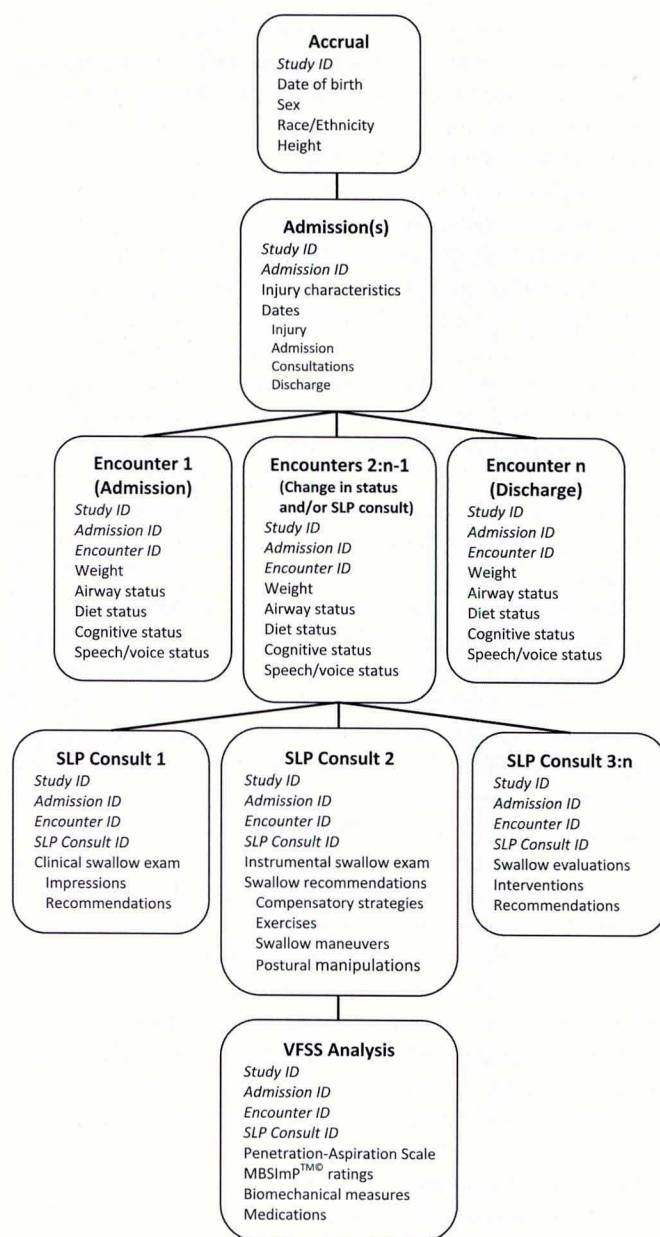 Accrual
Study ID
Date of birth
Sex
Race/Ethnicity
Height
Admission(s)
Study ID
Admission ID
Injury characteristics
Dates
Injury
Admission
Consultations
Discharge
Encounter 1
(Admission)
Study ID
Admission ID
Encounter ID
Weight
Airway status
Diet status
Cognitive status
Speech/voice status
Encounters 2:n-1
(Change in status
and/or SLP consult)
Study ID
Admission ID
Encounter ID
Weight
Airway status
Diet status
Cognitive status
Speech/voice status
Encounter n
(Discharge)
Study ID
Admission ID
Encounter ID
Weight
Airway status
Diet status
Cognitive status
Speech/voice status
SLP Consult 1
Study ID
Admission ID
Encounter ID
SLP Consult ID
Clinical swallow exam
Impressions
Recommendations
SLP Consult 2
Study ID
Admission ID
Encounter ID
SLP Consult ID
Instrumental swallow exam
Swallow recommendations
Compensatory strategies
Exercises
Swallow maneuvers
Postural manipulations
SLP Consult 3:n
Study ID
Admission ID
Encounter ID
SLP Consult ID
Swallow evaluations
Interventions
Recommendations
VFSS Analysis
Study ID
Admission ID
Encounter ID
SLP Consult ID
Penetration-Aspiration Scale
MBSImP™© ratings
Biomechanical measures
Medications